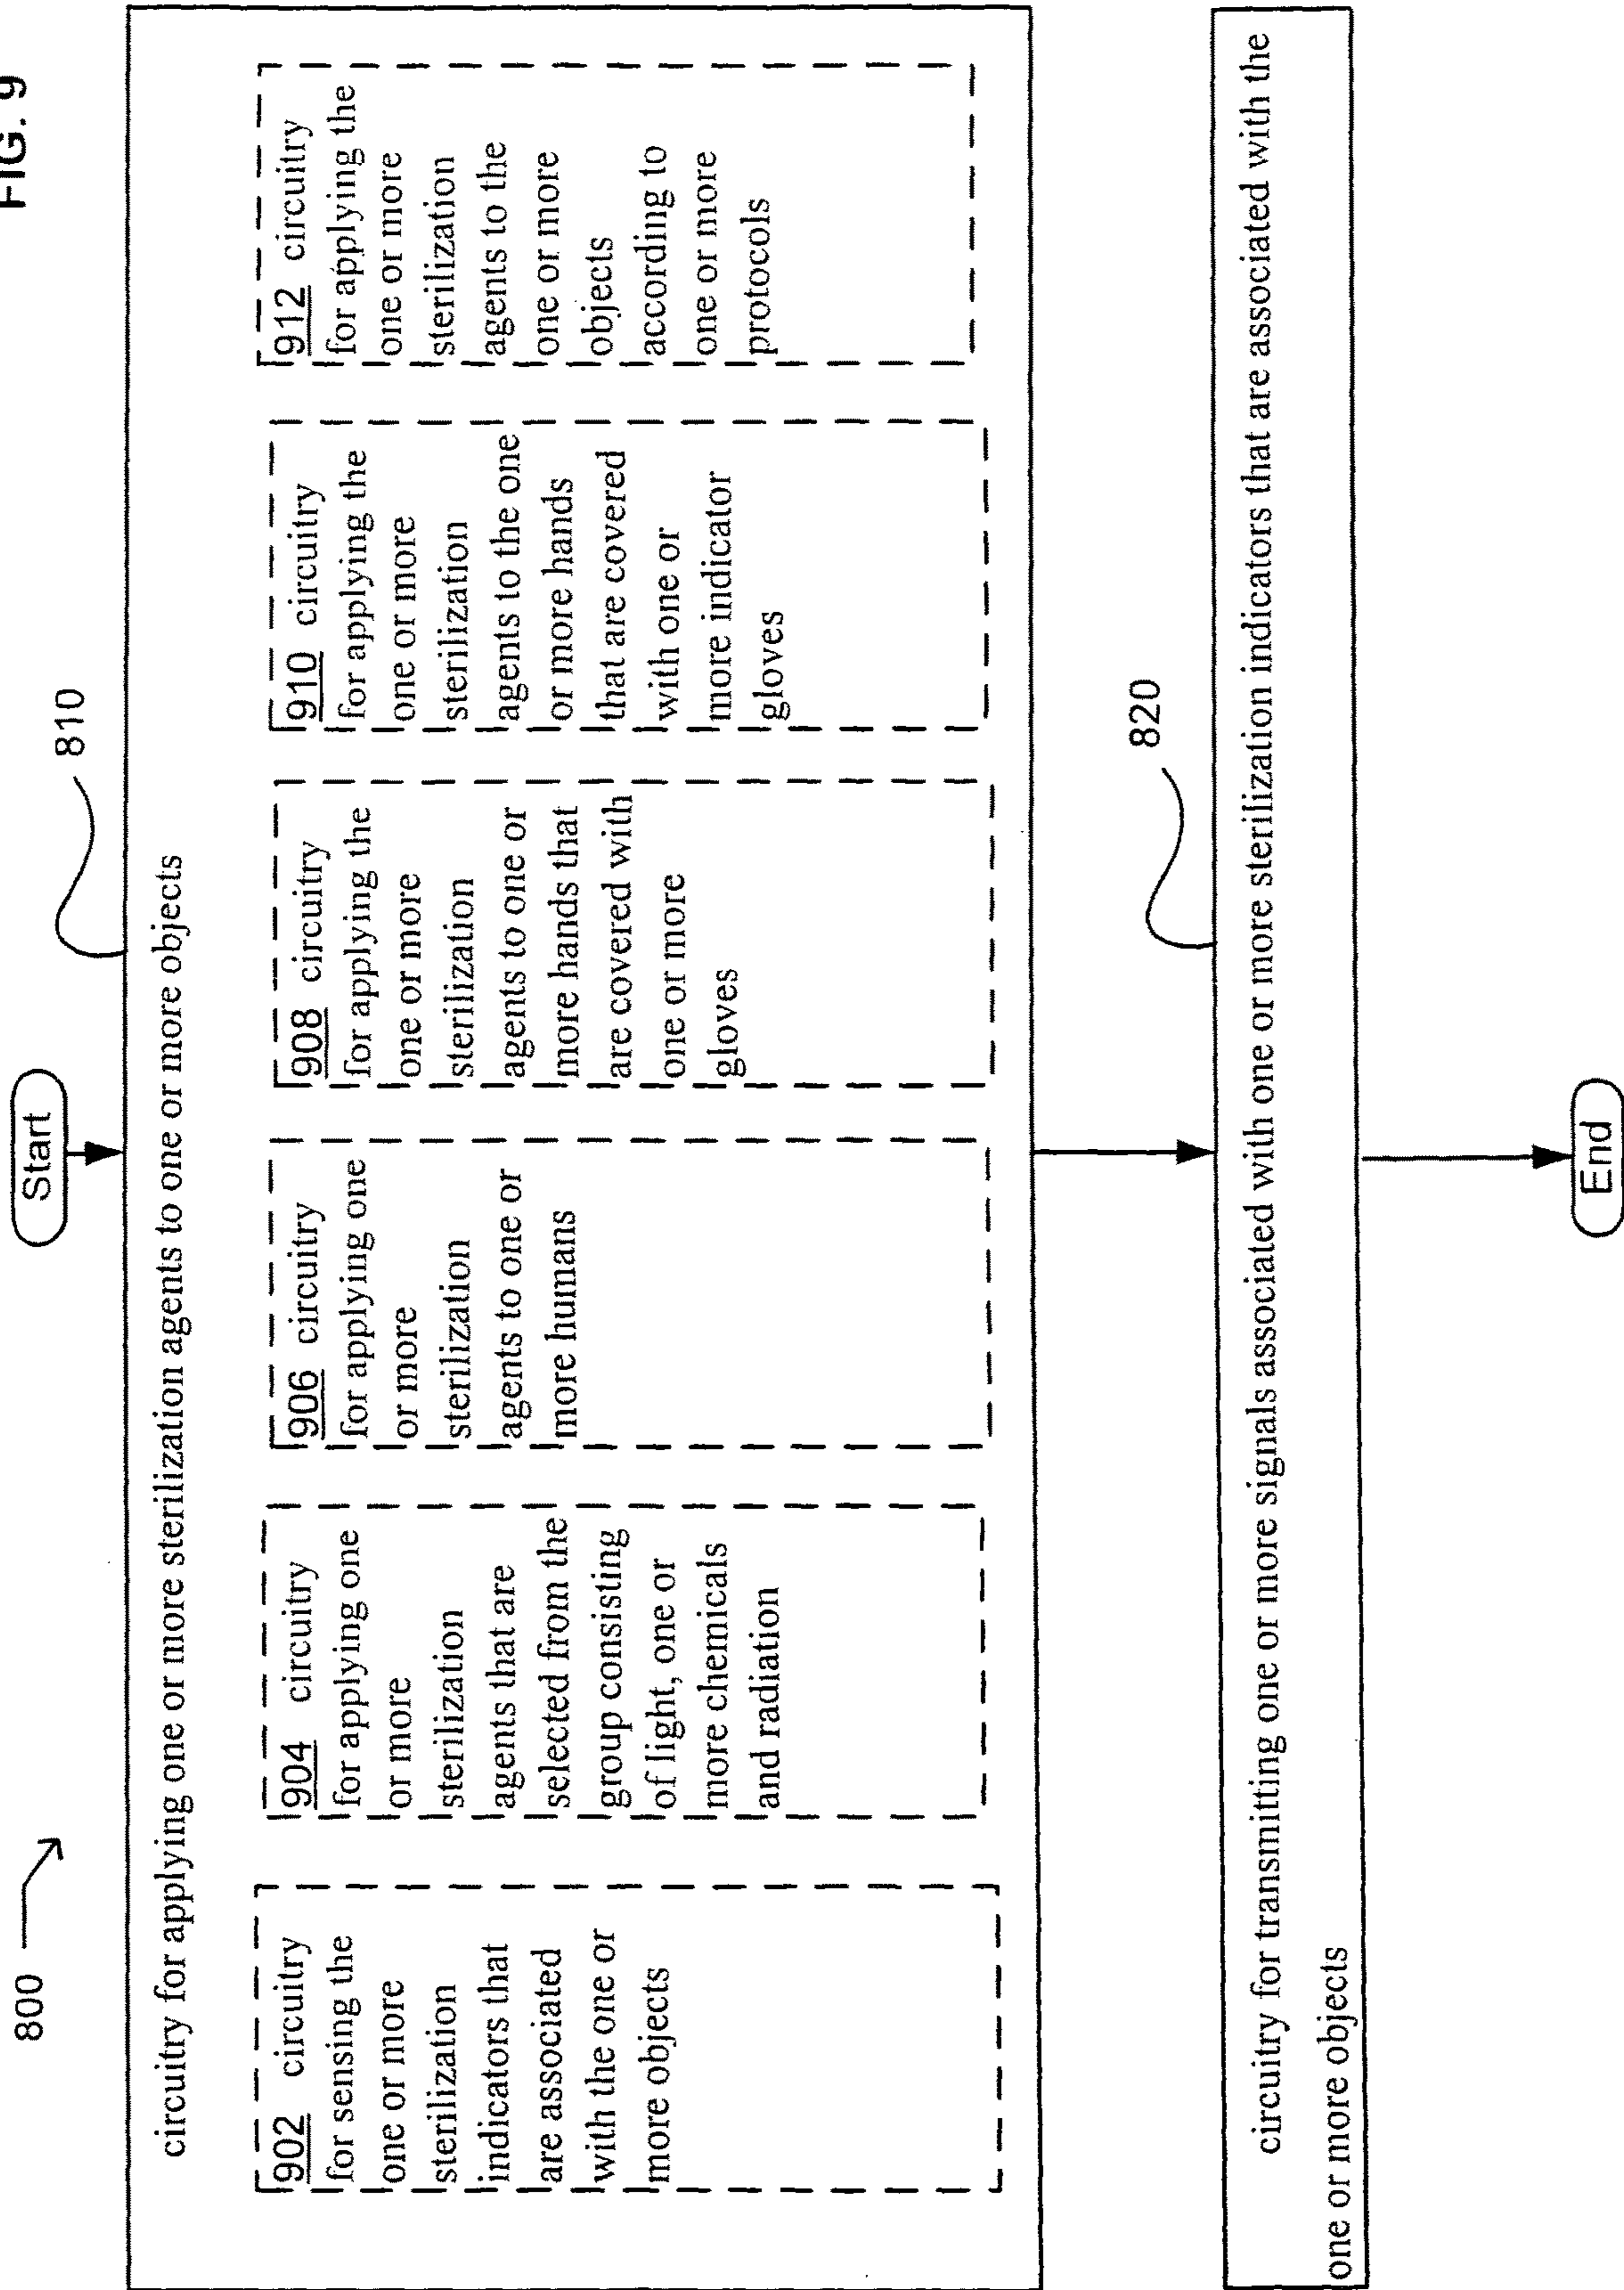 FIG. 9
800
Start
810
circuitry for applying one or more sterilization agents to one or more objects
902 circuitry
for sensing the
one or more
sterilization
indicators that
are associated
with the one or
more objects
904 circuitry
for applying one
or more
sterilization
agents that are
selected from the
group consisting
of light, one or
more chemicals
and radiation
906 circuitry
for applying one
or more
sterilization
agents to one or
more humans
908 circuitry
for applying the
one or more
sterilization
agents to one or
more hands that
are covered with
one or more
gloves
910 circuitry
for applying the
one or more
sterilization
agents to the one
or more hands
that are covered
with one or
more indicator
gloves
912 circuitry
for applying the
one or more
sterilization
agents to the
one or more
objects
according to
one or more
protocols
820
circuitry for transmitting one or more signals associated with one or more sterilization indicators that are associated with the
one or more objects
End